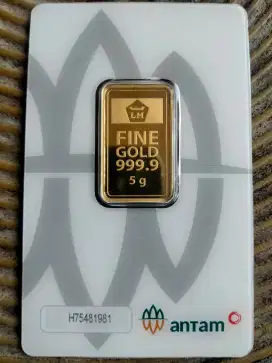 LM
FINE
GOLD
999.9
5 g
H75481981
antam